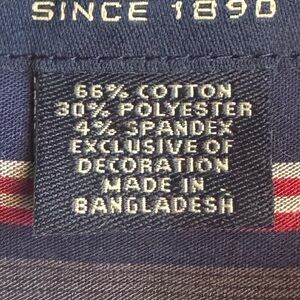 SINCE 1890
66% COTTON
30% POLYESTER
4% SPANDEX
EXCLUSIVE OF
DECORATION
MADE IN
BANGLADESH